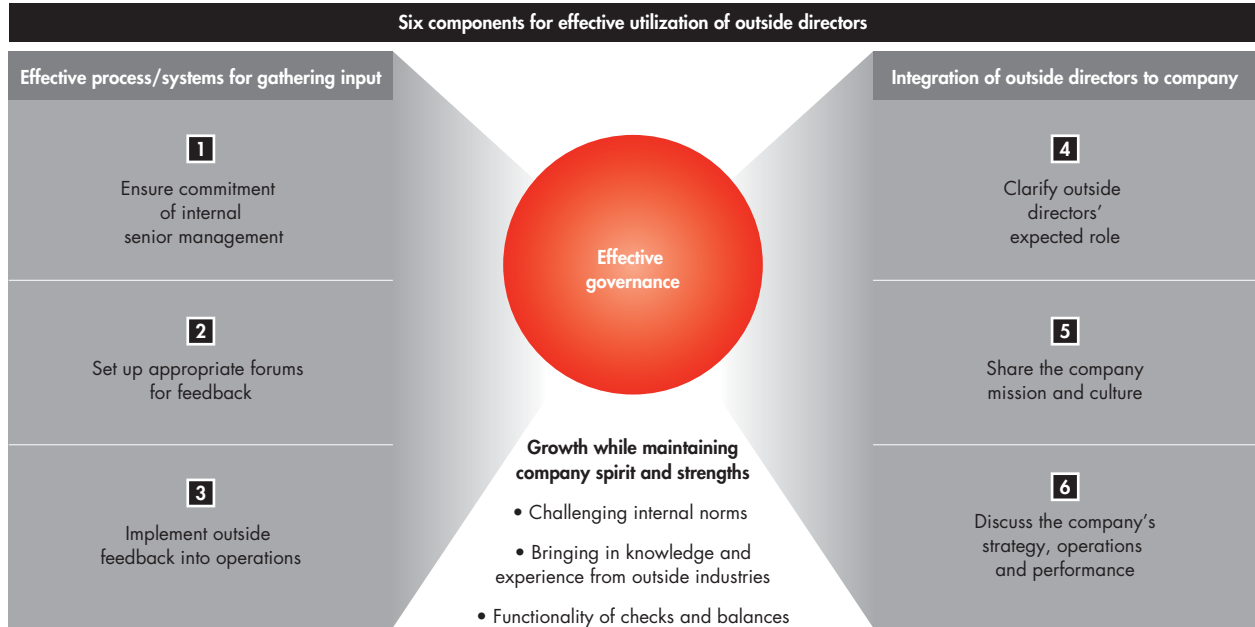 Six components for effective utilization of outside directors
Effective process/systems for gathering input
1
Ensure commitment
of internal
senior management
2
Set up appropriate forums
for feedback
3
Implement outside
feedback into operations
Effective
governance
Growth while maintaining
company spirit and strengths
• Challenging internal norms
• Bringing in knowledge and
experience from outside industries
• Functionality of checks and balances
Integration of outside directors to company
4
Clarify outside
directors’
expected role
5
Share the company
mission and culture
6
Discuss the company’s
strategy, operations
and performance